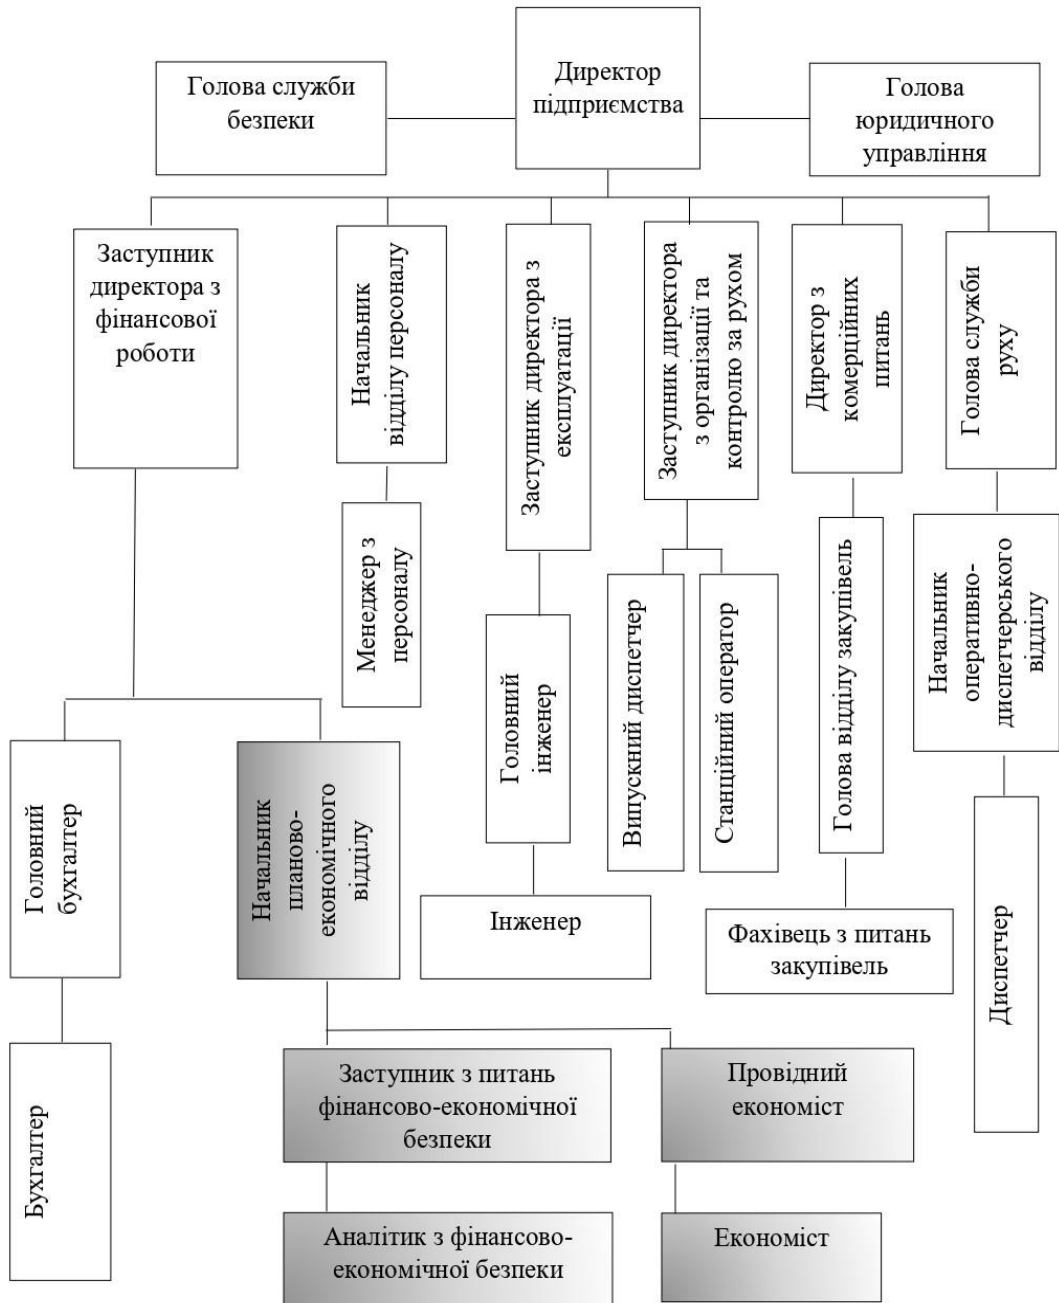 Голова служби
безпеки
Директор
підприємства
Голова
юридичного
управління
Заступник
директора з
фінансової
роботи
Начальник
відділу персоналу
Заступник директора з
експлуатації
Заступник директора
з організації та
контролю за рухом
Директор з
комерційних
питань
Голова служби
руху
Менеджер з
персоналу
Головний
інженер
Випускний диспетчер
Станційний оператор
Голова відділу закупівель
Начальник
оперативно-
диспетчерського
відділу
Головний
бухгалтер
Начальник
планово-
економічного
відділу
Інженер
Фахівець з питань
закупівель
Диспетчер
Бухгалтер
Заступник з питань
фінансово-економічної
безпеки
Провідний
економіст
Аналітик з фінансово-
економічної безпеки
Економіст